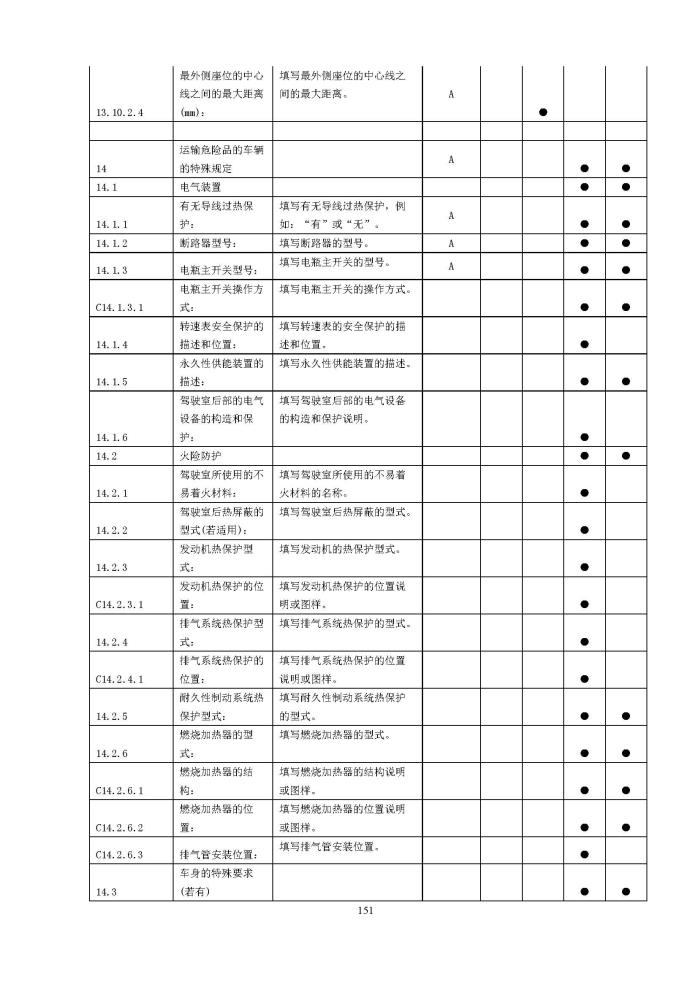 最外侧座位的中心 填写最外侧座位的中心线之
线之间的最大距离 间的最大距离。 A
13.10.2.4 (mm)： ●
运输危险品的车辆 A
14 的特殊规定 ● ●
14.1 电气装置 ● ●
有无导线过热保 填写有无导线过热保护，例 A
14.1.1 护： 如：“有”或“无”。 ● ●
14.1.2 断路器型号： 填写断路器的型号。 A ● ●
14.1.3 电瓶主开关型号： 填写电瓶主开关的型号。 A ● ●
电瓶主开关操作方 填写电瓶主开关的操作方式。
C14.1.3.1 式： ● ●
转速表安全保护的 填写转速表的安全保护的描
14.1.4 描述和位置： 述和位置。 ●
永久性供能装置的 填写永久性供能装置的描述。
14.1.5 描述： ● ●
驾驶室后部的电气 填写驾驶室后部的电气设备
设备的构造和保 的构造和保护说明。
14.1.6 护： ●
14.2 火险防护 ● ●
驾驶室所使用的不 填写驾驶室所使用的不易着
14.2.1 易着火材料： 火材料的名称。 ●
驾驶室后热屏蔽的 填写驾驶室后热屏蔽的型式。
14.2.2 型式(若适用)： ●
发动机热保护型 填写发动机的热保护型式。
14.2.3 式： ●
发动机热保护的位 填写发动机热保护的位置说
C14.2.3.1 置： 明或图样。 ●
排气系统热保护型 填写排气系统热保护的型式。
14.2.4 式： ●
排气系统热保护的 填写排气系统热保护的位置
C14.2.4.1 位置： 说明或图样。 ●
耐久性制动系统热 填写耐久性制动系统热保护
14.2.5 保护型式： 的型式。 ● ●
燃烧加热器的型 填写燃烧加热器的型式。
14.2.6 式： ● ●
燃烧加热器的结 填写燃烧加热器的结构说明
C14.2.6.1 构： 或图样。 ● ●
燃烧加热器的位 填写燃烧加热器的位置说明
C14.2.6.2 置： 或图样。 ● ●
C14.2.6.3 排气管安装位置： 填写排气管安装位置。 ●
车身的特殊要求
14.3 (若有) ● ●
151